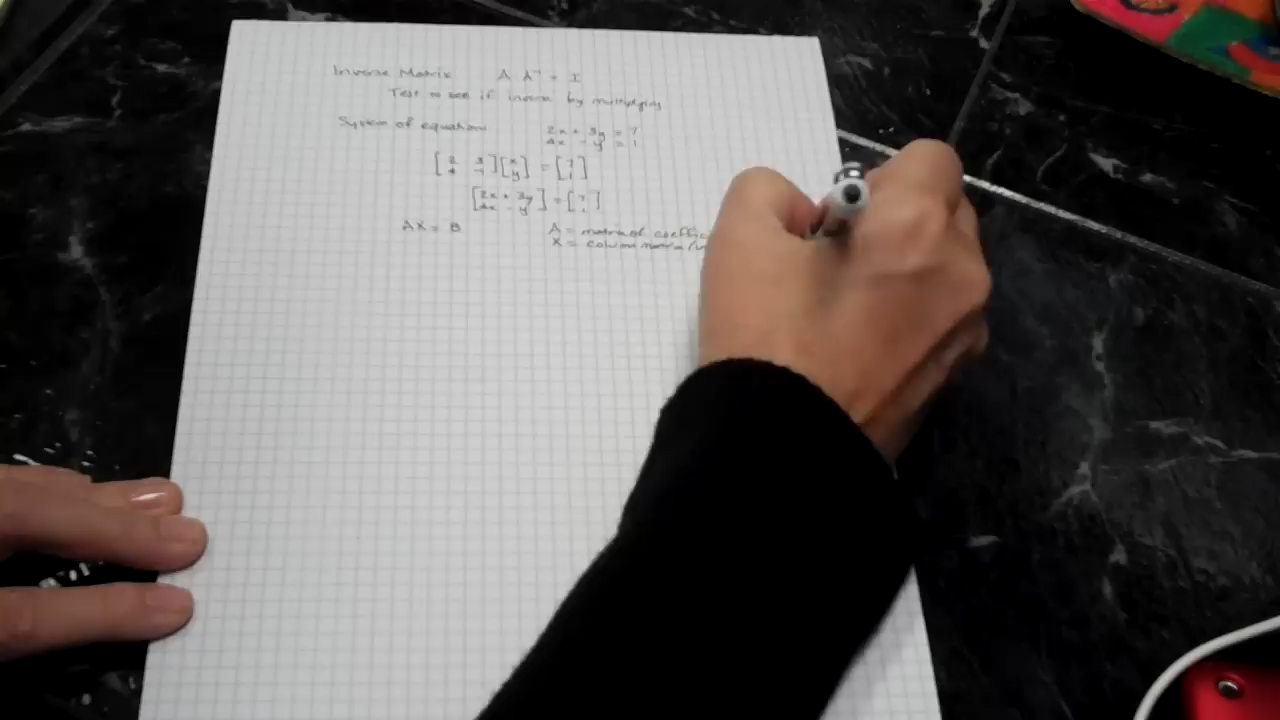 Inverse Matrix A A⁻¹ = I
Test to see if inverse by multiplying
System of equations 2x + 3y = 7
4x - y = 1
[2 3 [x = [7
4 -1] y] 1]
[2x + 3y = [7
4x - y] 1]
AX = B A = matrix of coeffic
X = column matrix